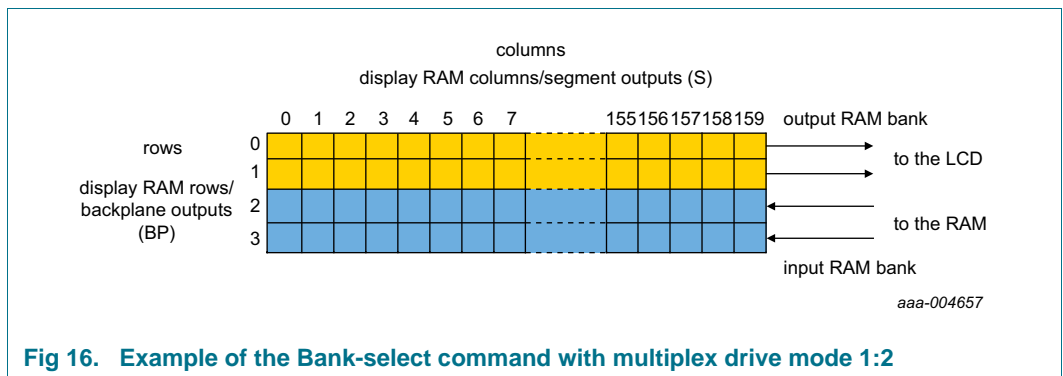 columns
display RAM columns/segment outputs (S)
0 1 2 3 4 5 6 7 155 156 157 158 159 output RAM bank
rows
0
to the LCD
display RAM rows/
1
backplane outputs
(BP)
2
to the RAM
3
input RAM bank
aaa-004657
Fig 16. Example of the Bank-select command with multiplex drive mode 1:2